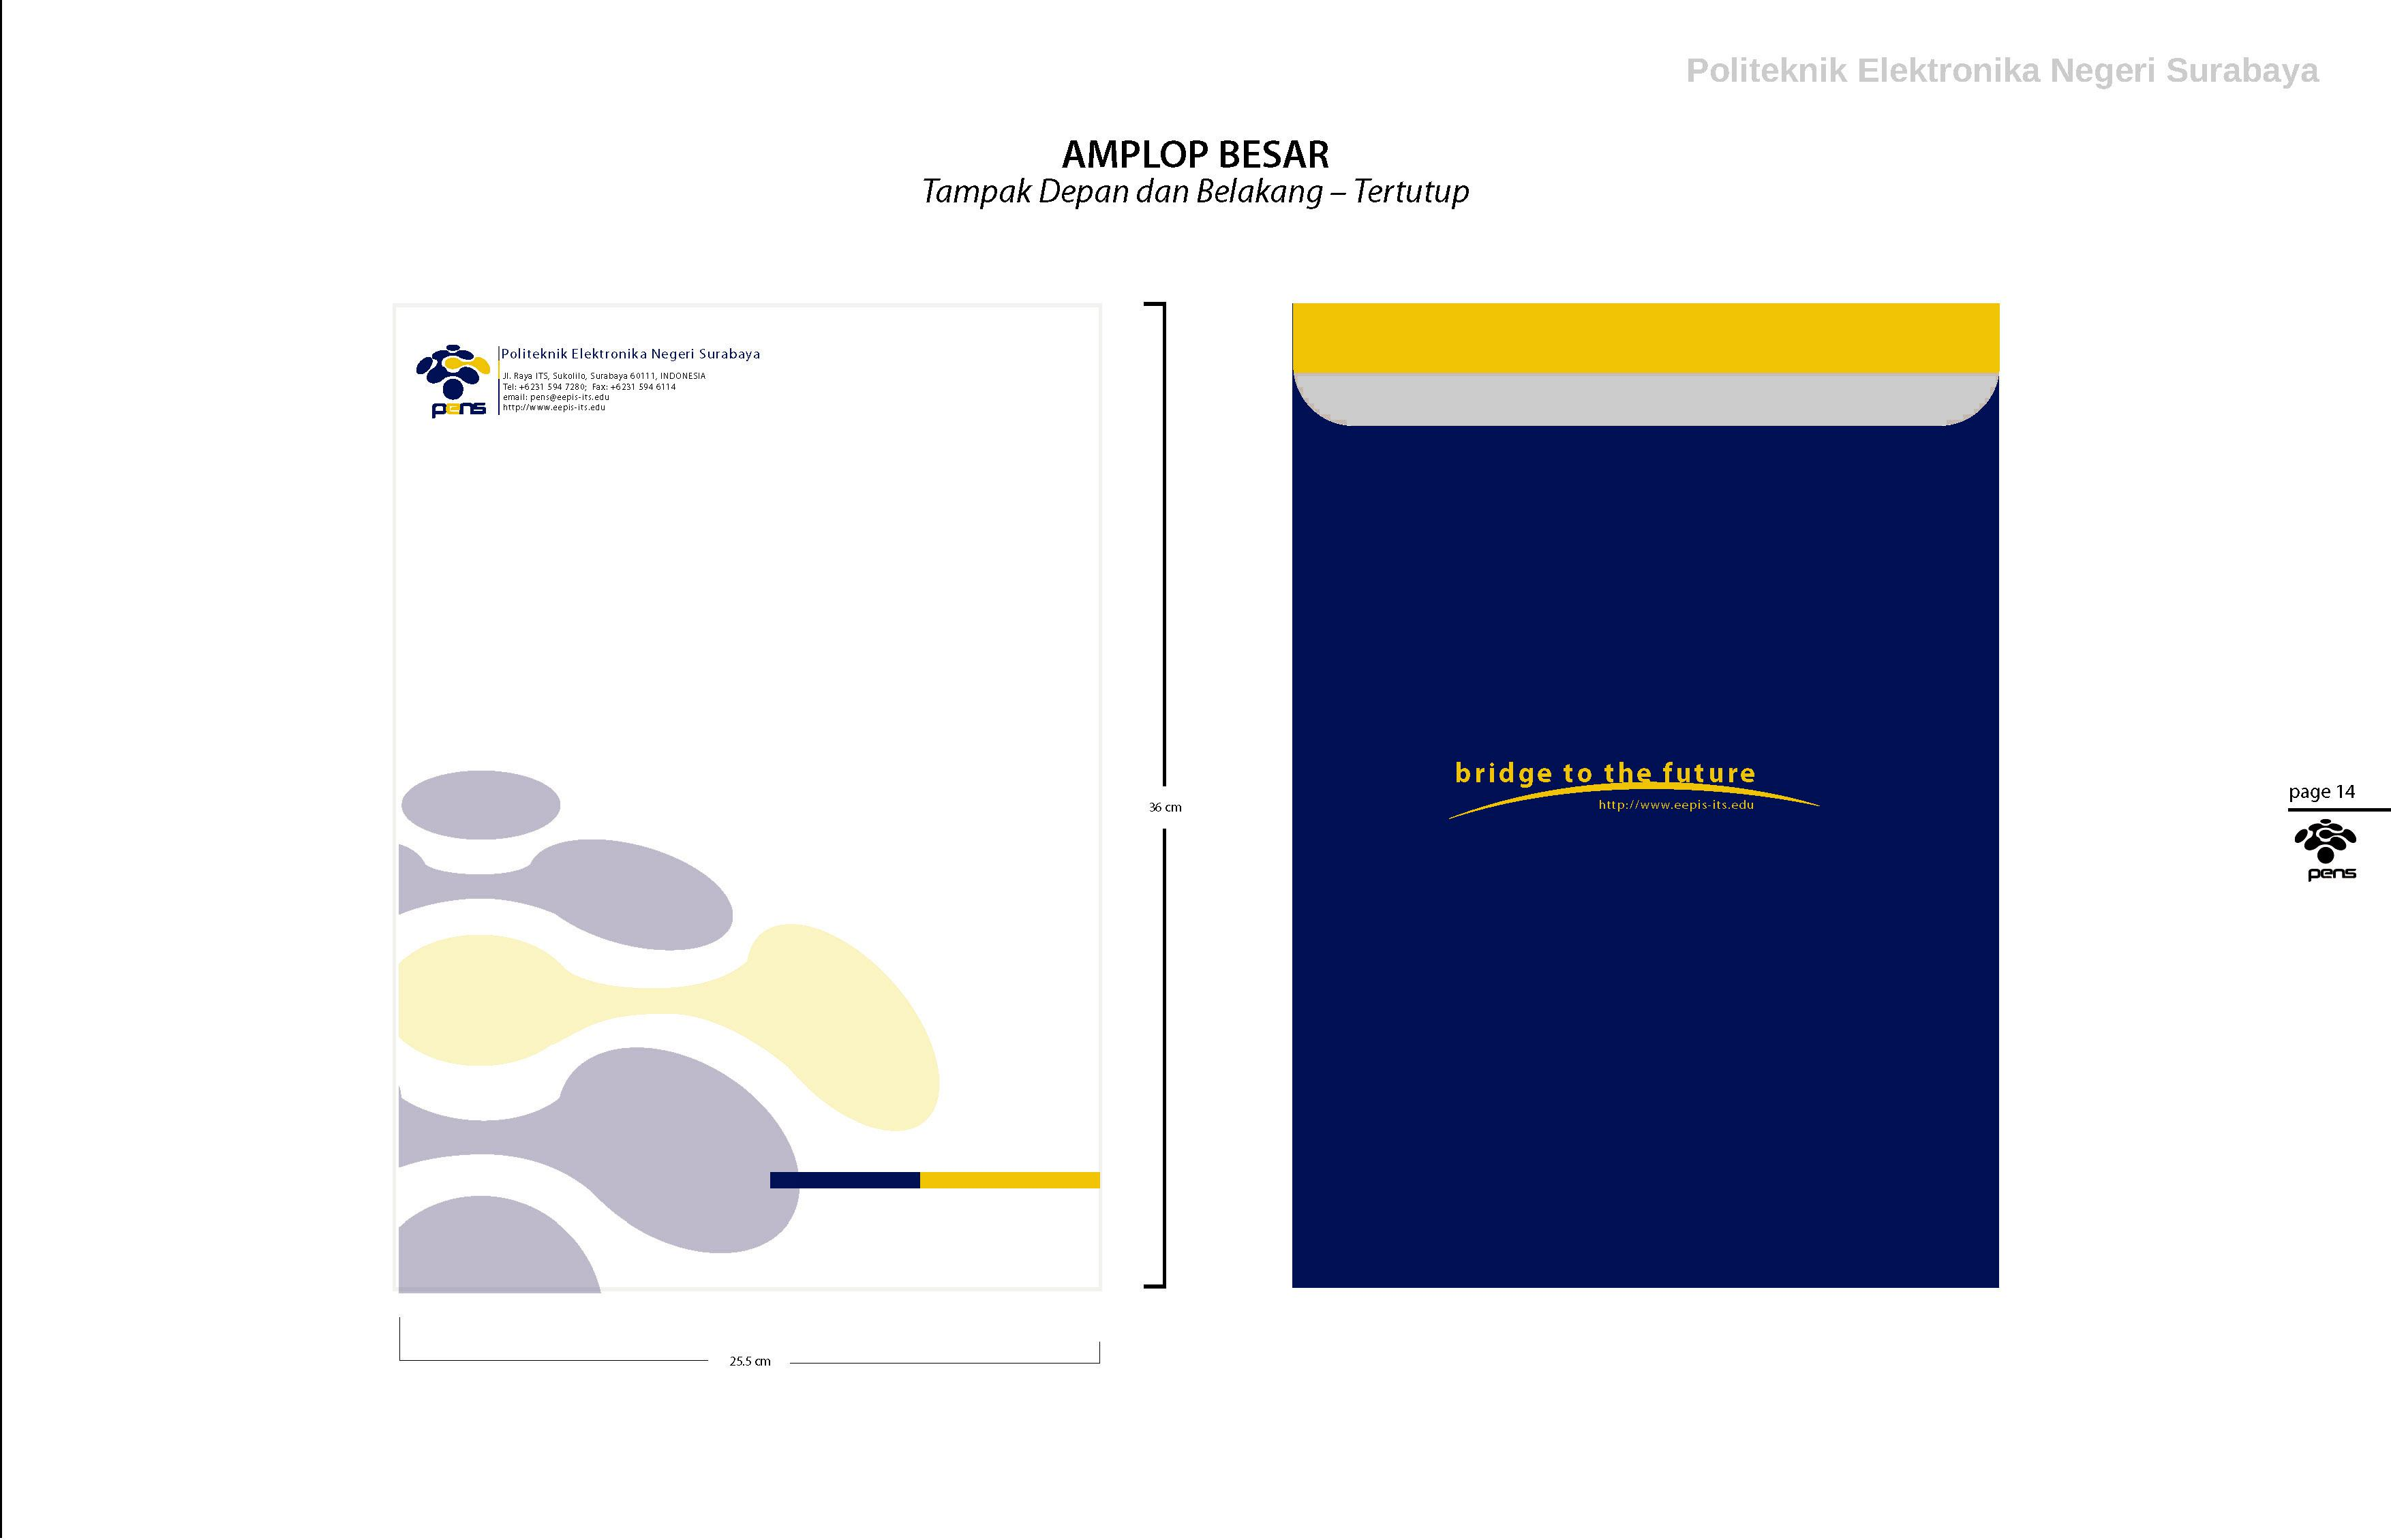 Politeknik Elektronika Negeri Surabaya
AMPLOP BESAR
Tampak Depan dan Belakang – Tertutup
Politeknik Elektronika Negeri Surabaya
Jl. Raya ITS, Sukolilo, Surabaya 60111, INDONESIA
Tel: +6231 594 7280; Fax: +6231 594 6114
email: pens@eepis-its.edu
http://www.eepis-its.edu
pens
36 cm
25.5 cm
bridge to the future
http://www.eepis-its.edu
page 14
pens